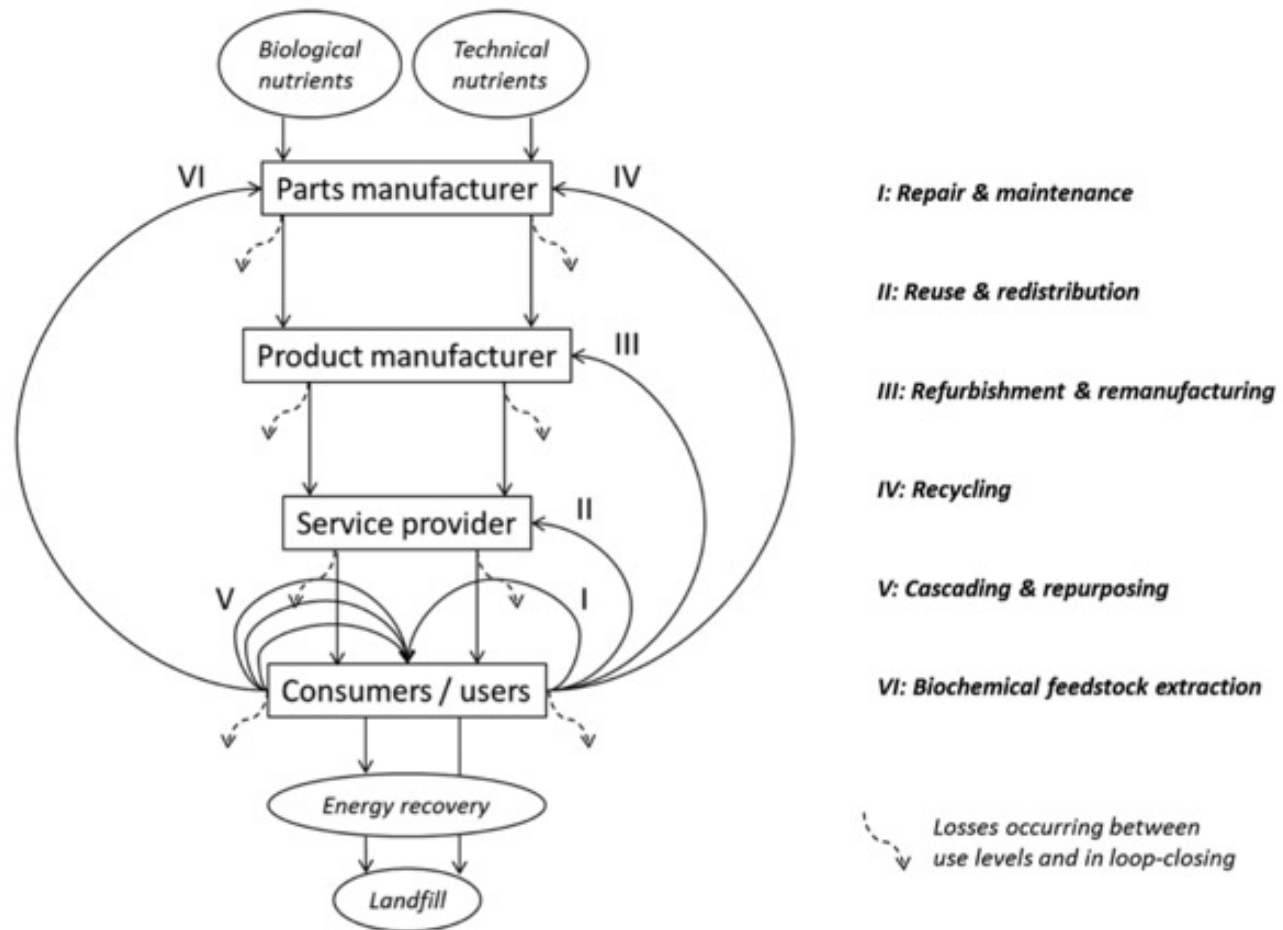 Biological
nutrients
Technical
nutrients
VI
Parts manufacturer
IV
Product manufacturer
III
Service provider
II
V
I
Consumers / users
Energy recovery
Landfill
I: Repair & maintenance
II: Reuse & redistribution
III: Refurbishment & remanufacturing
IV: Recycling
V: Cascading & repurposing
VI: Biochemical feedstock extraction
Losses occurring between
use levels and in loop-closing